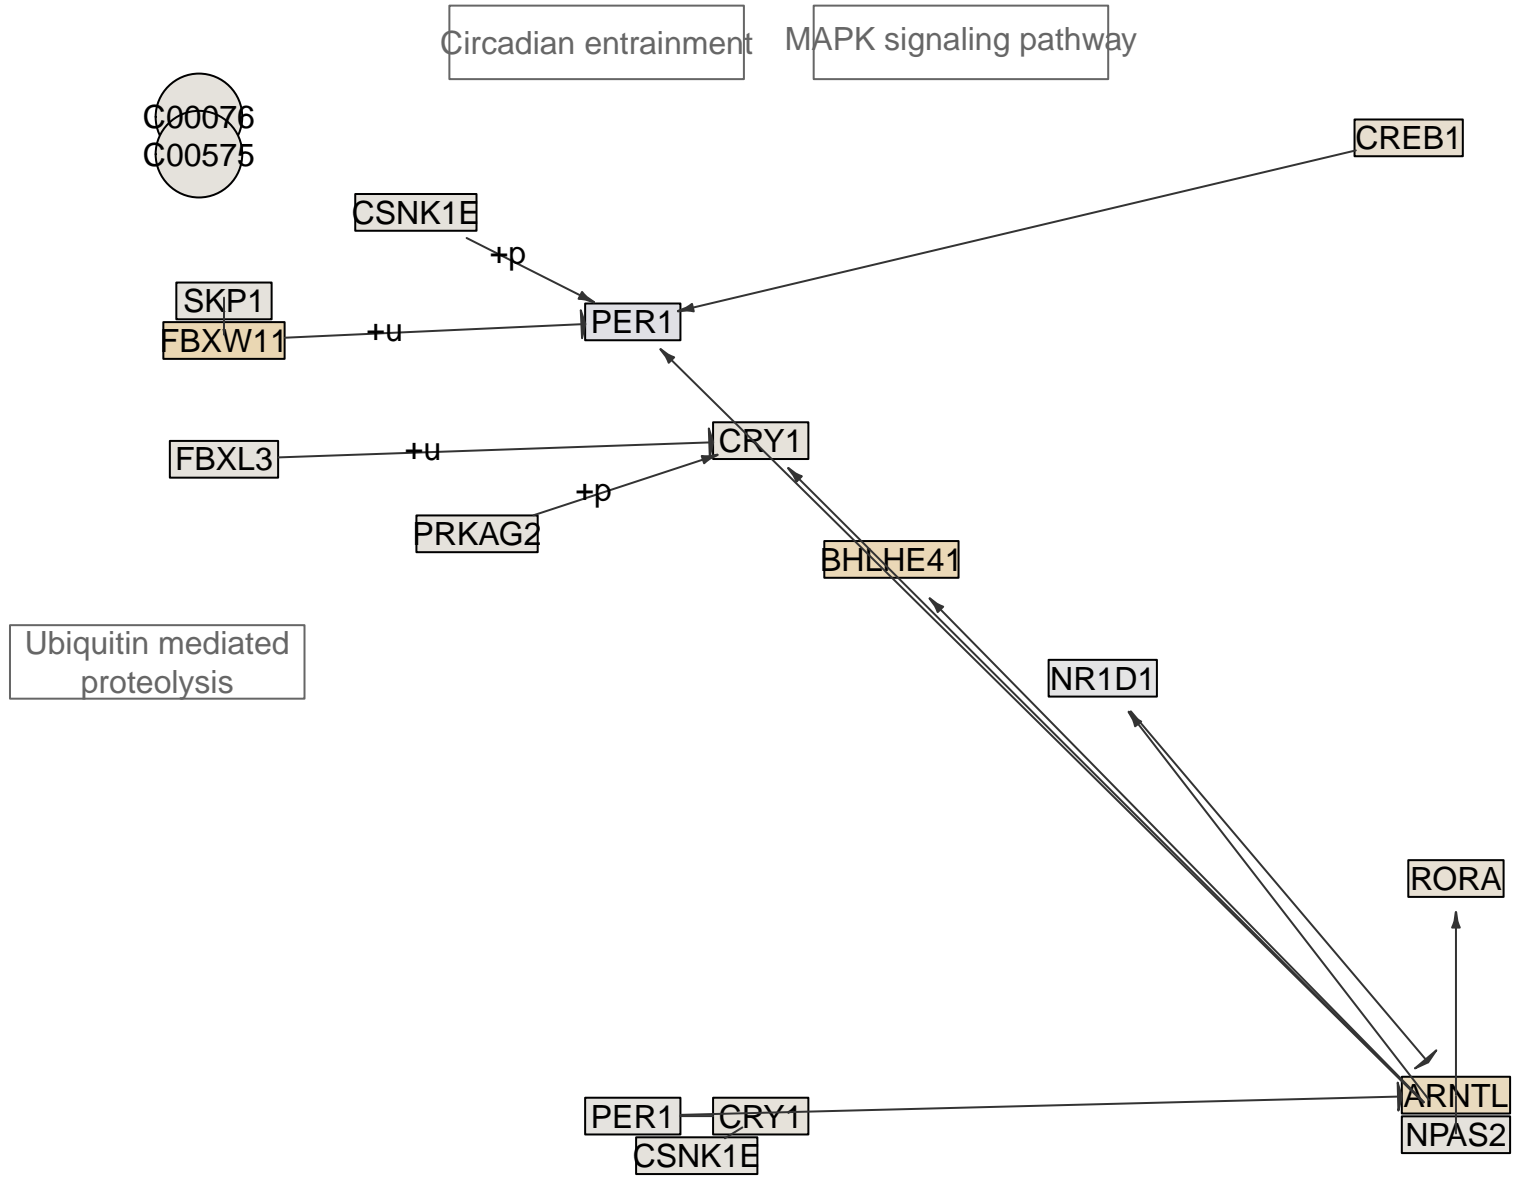 Circadian entrainment
MAPK signaling pathway
C00076
C00575
CREB1
CSNK1E
+p
SKP1
FBXW11
+u
PER1
FBXL3
+u
CRY1
+p
PRKAG2
BHLHE41
Ubiquitin mediated
proteolysis
NR1D1
RORA
ARNTL
NPAS2
PER1
CRY1
CSNK1E